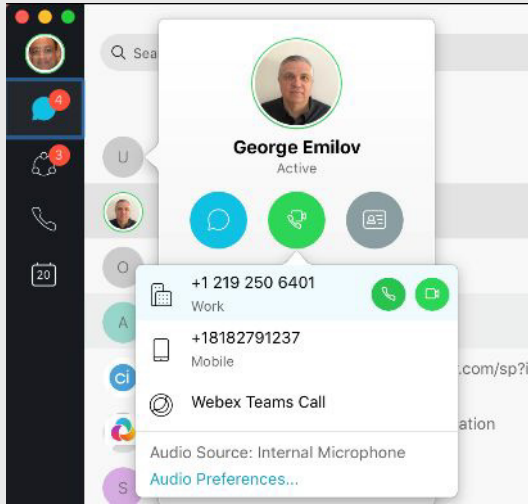 Sea
4
George Emilov
Active
3
U
20
O
+1 219 250 6401
Work
A
+18182791237
Mobile
ci
.com/sp?i
Webex Teams Call
ation
Audio Source: Internal Microphone
Audio Preferences...
S